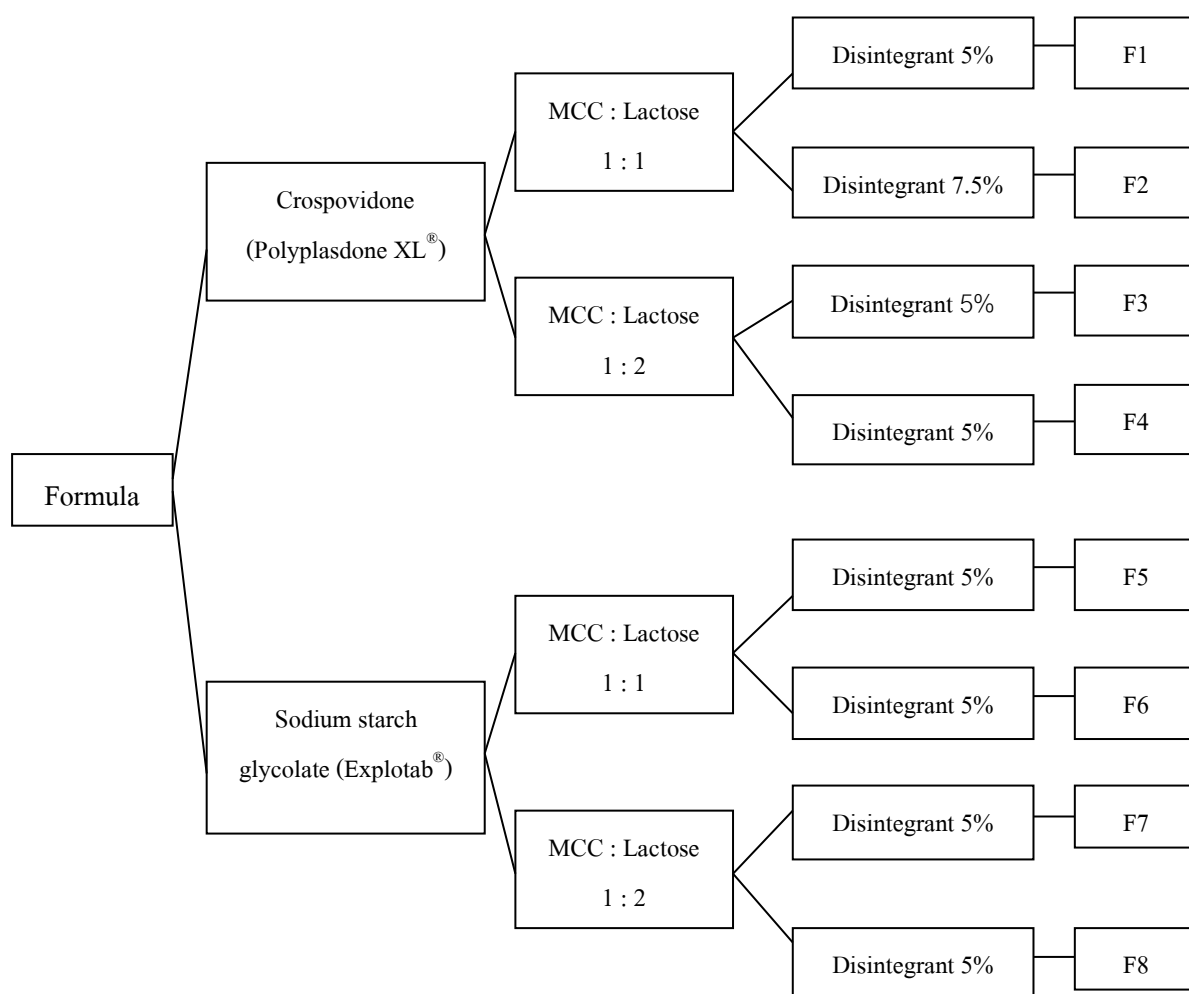 Disintegrant 5%
F1
MCC : Lactose
1 : 1
Disintegrant 7.5%
F2
Crospovidone
(Polyplasdone XL®)
Disintegrant 5%
F3
MCC : Lactose
1 : 2
Disintegrant 5%
F4
Formula
Disintegrant 5%
F5
MCC : Lactose
1 : 1
Disintegrant 5%
F6
Sodium starch
glycolate (Explotab®)
Disintegrant 5%
F7
MCC : Lactose
1 : 2
Disintegrant 5%
F8